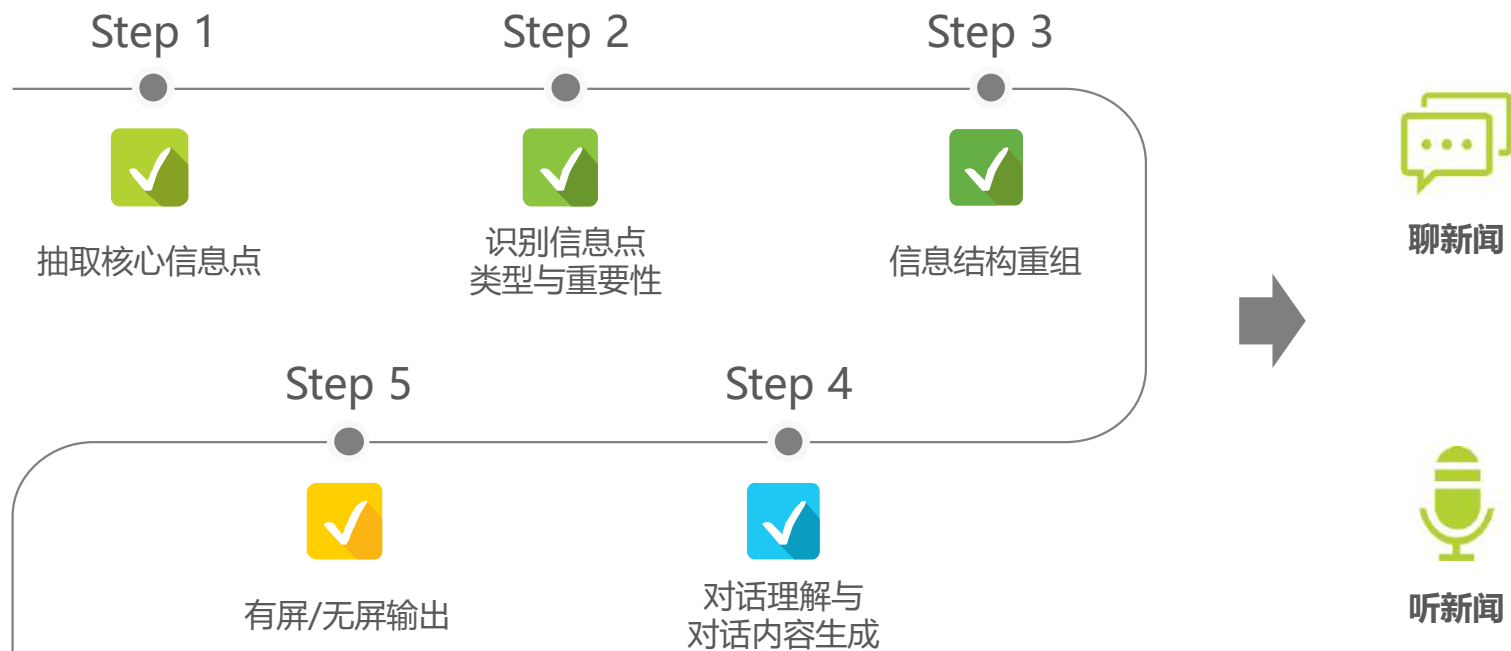 Step 1
Step 2
Step 3
抽取核心信息点
识别信息点
类型与重要性
信息结构重组
聊新闻
Step 5
Step 4
有屏/无屏输出
对话理解与
对话内容生成
听新闻